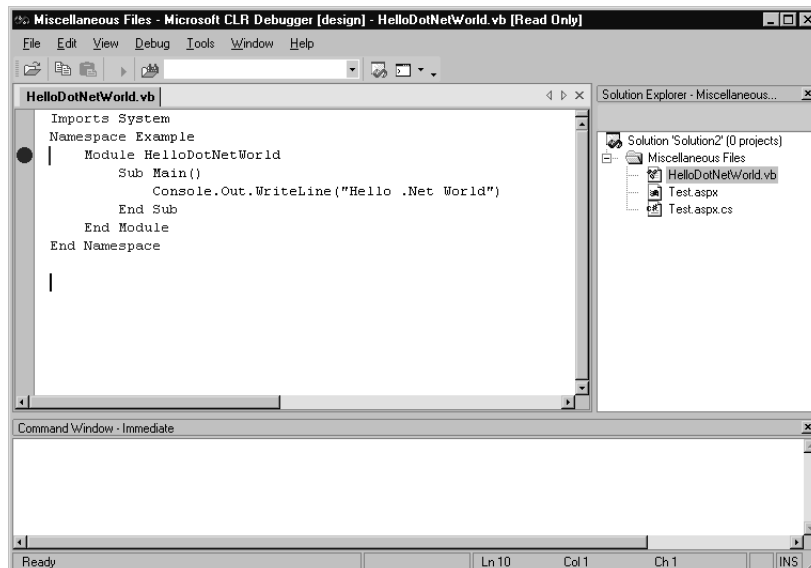 Miscellaneous Files - Microsoft CLR Debugger [design] - HelloDotNetWorld.vb [Read Only]
File Edit View Debug Tools Window Help
HelloDotNetWorld.vb
Imports System
Namespace Example
Module HelloDotNetWorld
Sub Main()
Console.Out.WriteLine("Hello .Net World")
End Sub
End Module
End Namespace
Solution Explorer - Miscellaneous...
Solution 'Solution2' (0 projects)
Miscellaneous Files
HelloDotNetWorld.vb
Test.aspx
Test.aspx.cs
Command Window - Immediate
Ready Ln 10 Col 1 Ch 1 INS